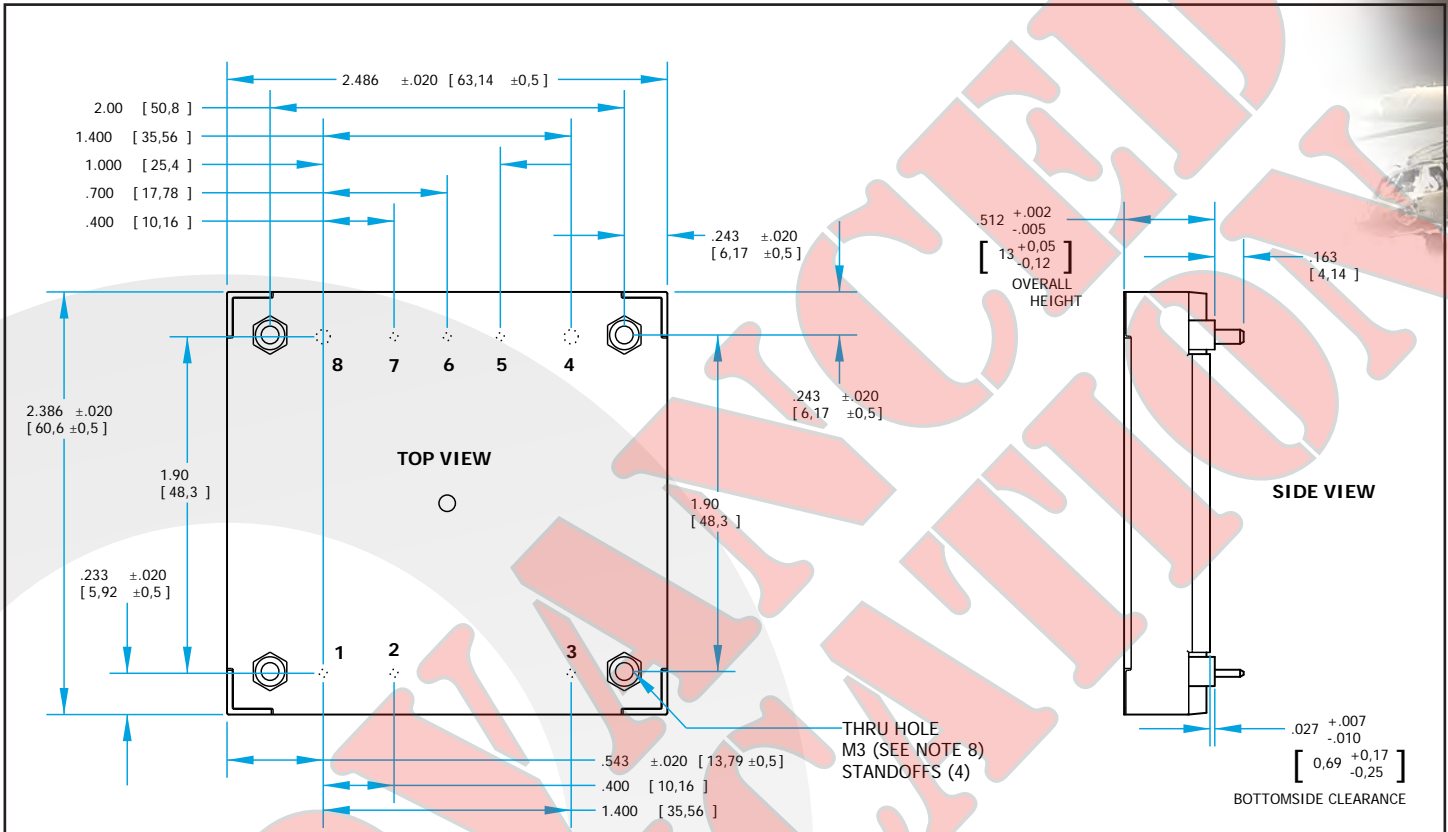 2.486 ±.020 [ 63,14 ±0,5 ]
2.00 [ 50,8 ]
1.400 [ 35,56 ]
1.000 [ 25,4 ]
.700 [ 17,78 ]
.400 [ 10,16 ]
.243 ±.020
[ 6,17 ±0,5 ]
.512 +.002
-.005
[ 13 +0,05
-0,12 ]
OVERALL
HEIGHT
.163
[ 4,14 ]
8 7 6 5 4
2.386 ±.020
[ 60,6 ±0,5 ]
.243 ±.020
[ 6,17 ±0,5]
TOP VIEW
1.90
[ 48,3 ]
1.90
[ 48,3 ]
SIDE VIEW
.233 ±.020
[ 5,92 ±0,5 ]
1 2 3
THRU HOLE
M3 (SEE NOTE 8)
STANDOFFS (4)
.027 +.007
-.010
[ 0,69 +0,17
-0,25 ]
BOTTOMSIDE CLEARANCE
.543 ±.020 [ 13,79 ±0,5]
.400 [ 10,16 ]
1.400 [ 35,56 ]